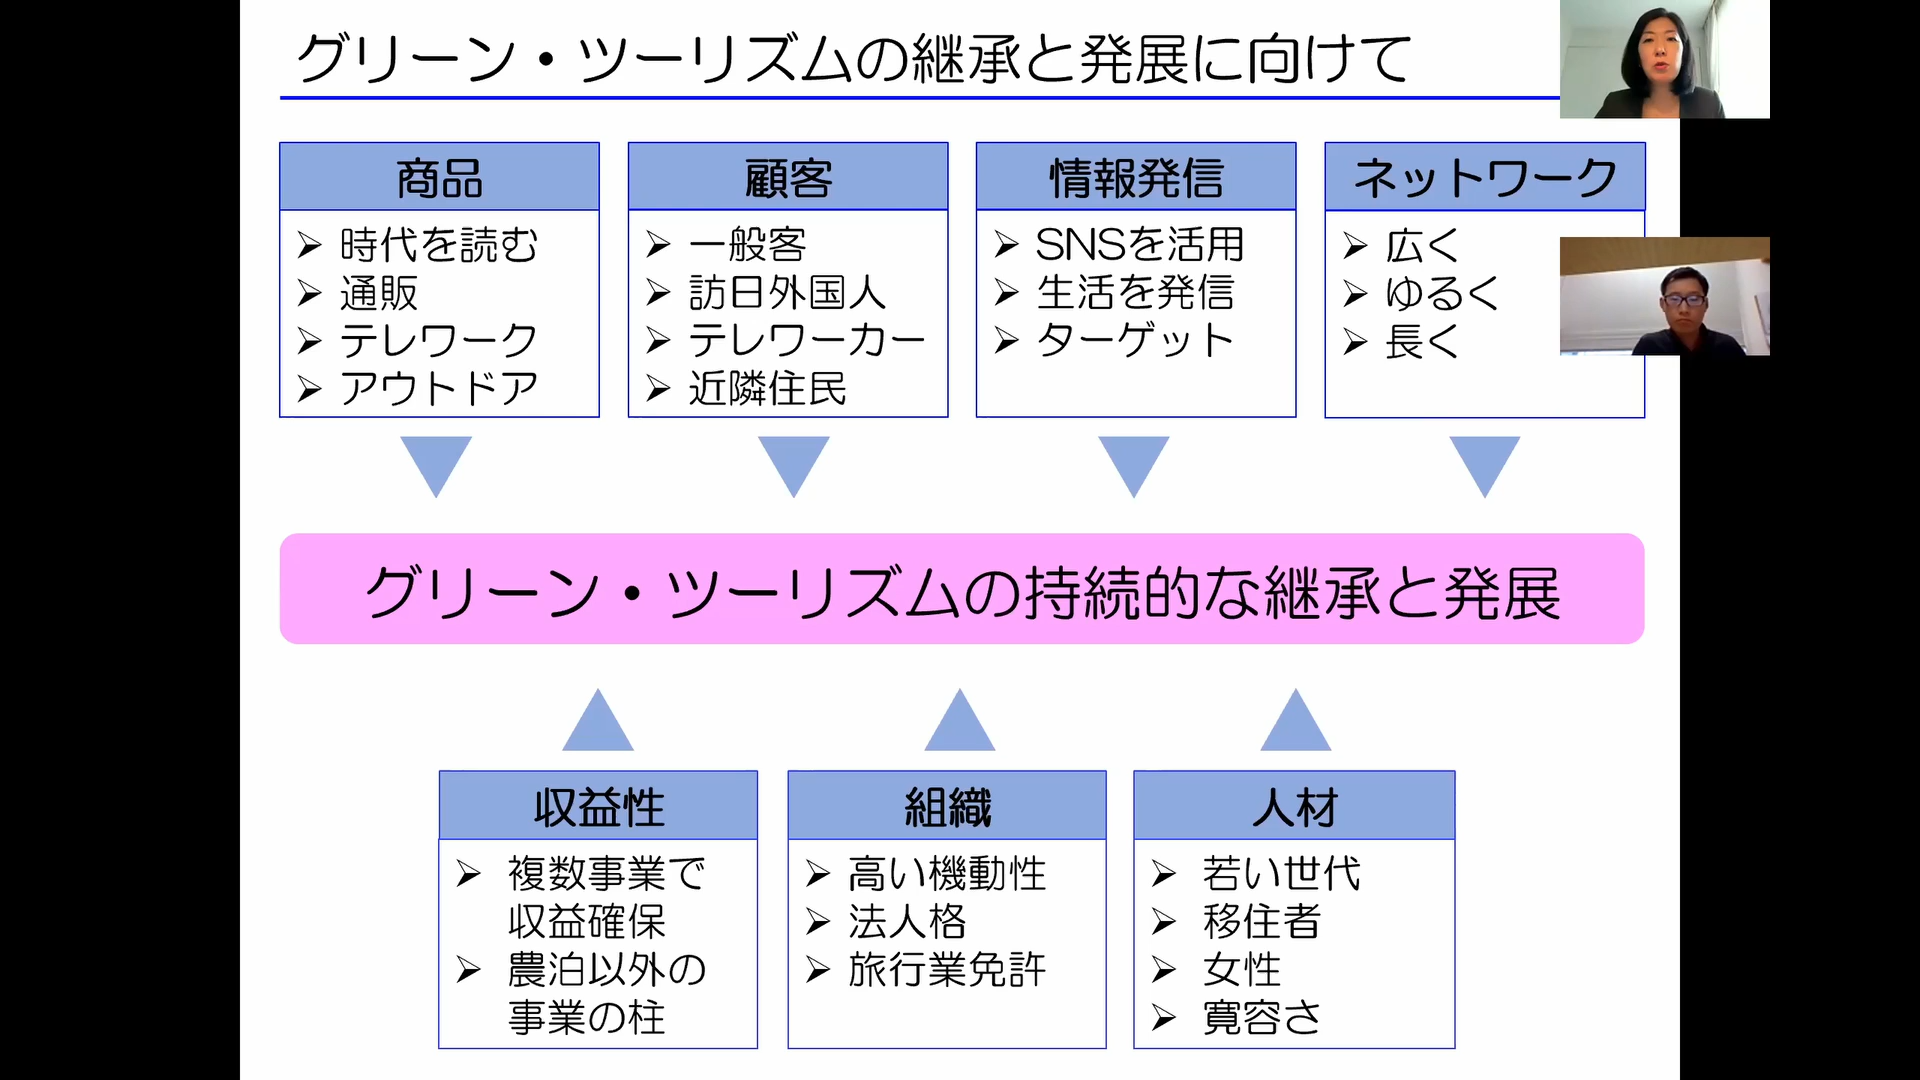 グリーン・ツーリズムの継承と発展に向けて
商品
時代を読む
通販
テレワーク
アウトドア
顧客
一般客
訪日外国人
テレワーカー
近隣住民
情報発信
SNSを活用
生活を発信
ターゲット
ネットワーク
広く
ゆるく
長く
グリーン・ツーリズムの持続的な継承と発展
収益性
複数事業で
収益確保
農泊以外の
事業の柱
組織
高い機動性
法人格
旅行業免許
人材
若い世代
移住者
女性
寛容さ